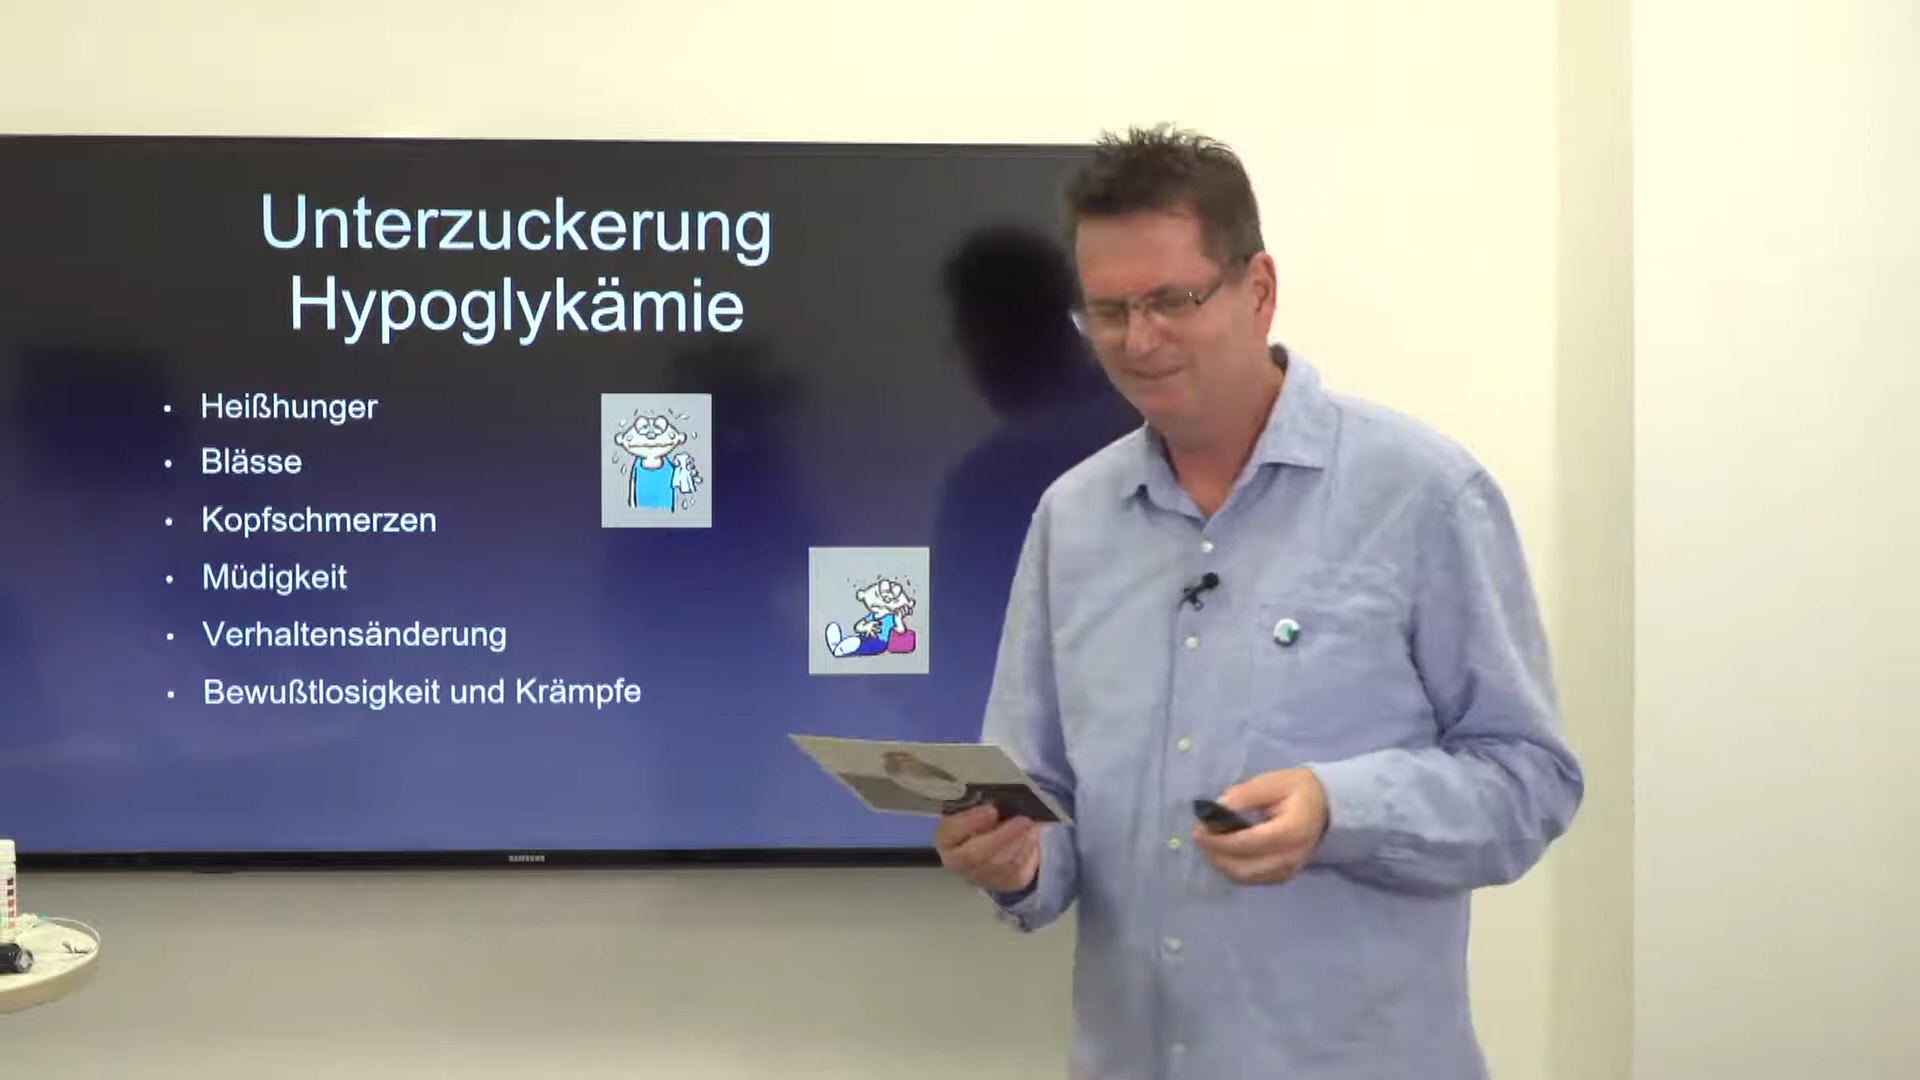 Unterzuckerung
Hypoglykämie
• Heißhunger
• Blässe
• Kopfschmerzen
• Müdigkeit
• Verhaltensänderung
• Bewußtlosigkeit und Krämpfe
SAMSUNG